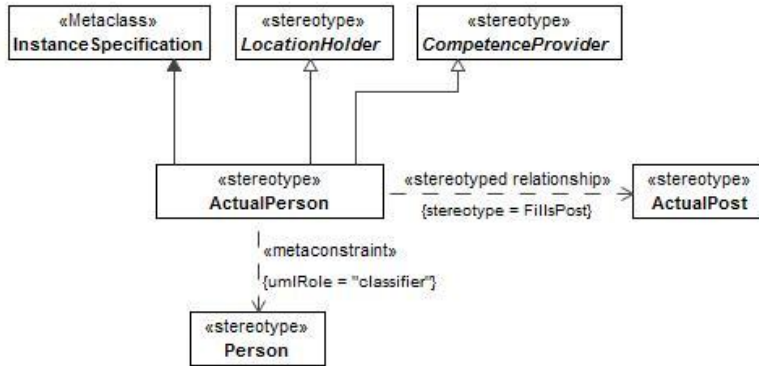 «Metaclass»
InstanceSpecification
«stereotype»
LocationHolder
«stereotype»
CompetenceProvider
«stereotype»
ActualPerson
«stereotyped relationship»
{stereotype = FillsPost}
«stereotype»
ActualPost
«metaconstraint»
{umlRole = "classifier"}
«stereotype»
Person